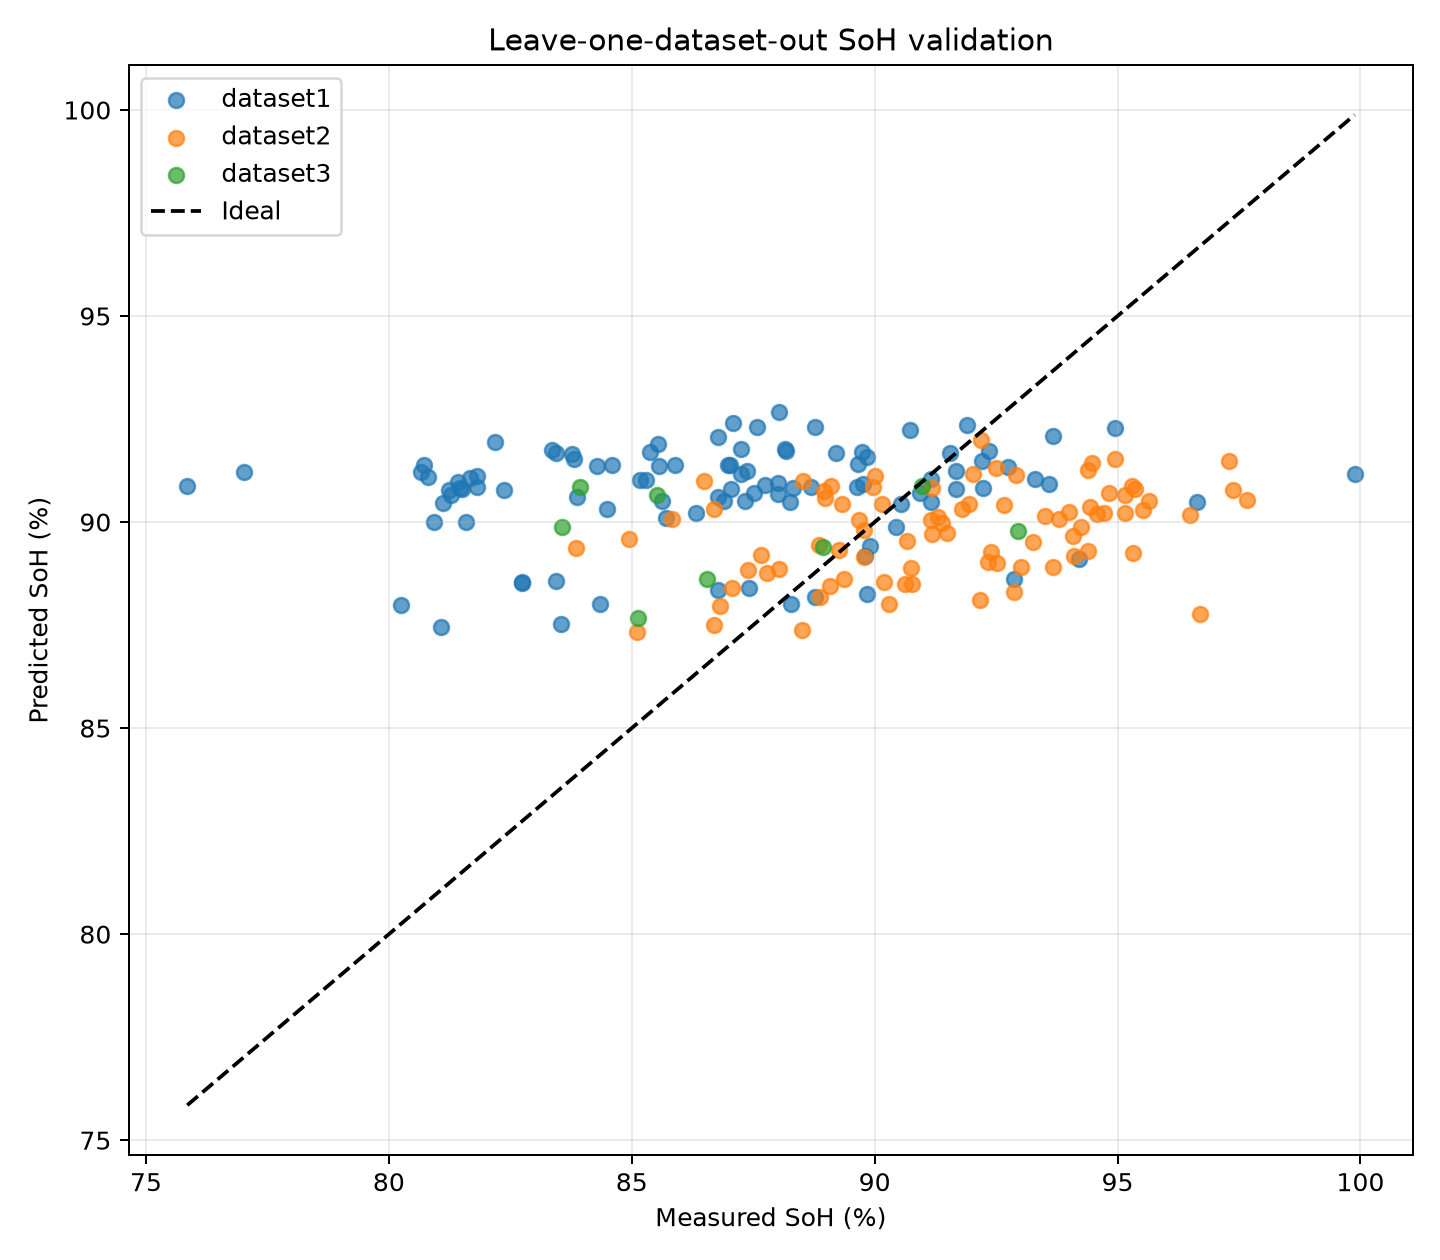 Leave-one-dataset-out SoH validation
dataset1
dataset2
dataset3
Ideal
100
95
90
85
80
75
Predicted SoH (%)
75 80 85 90 95 100
Measured SoH (%)